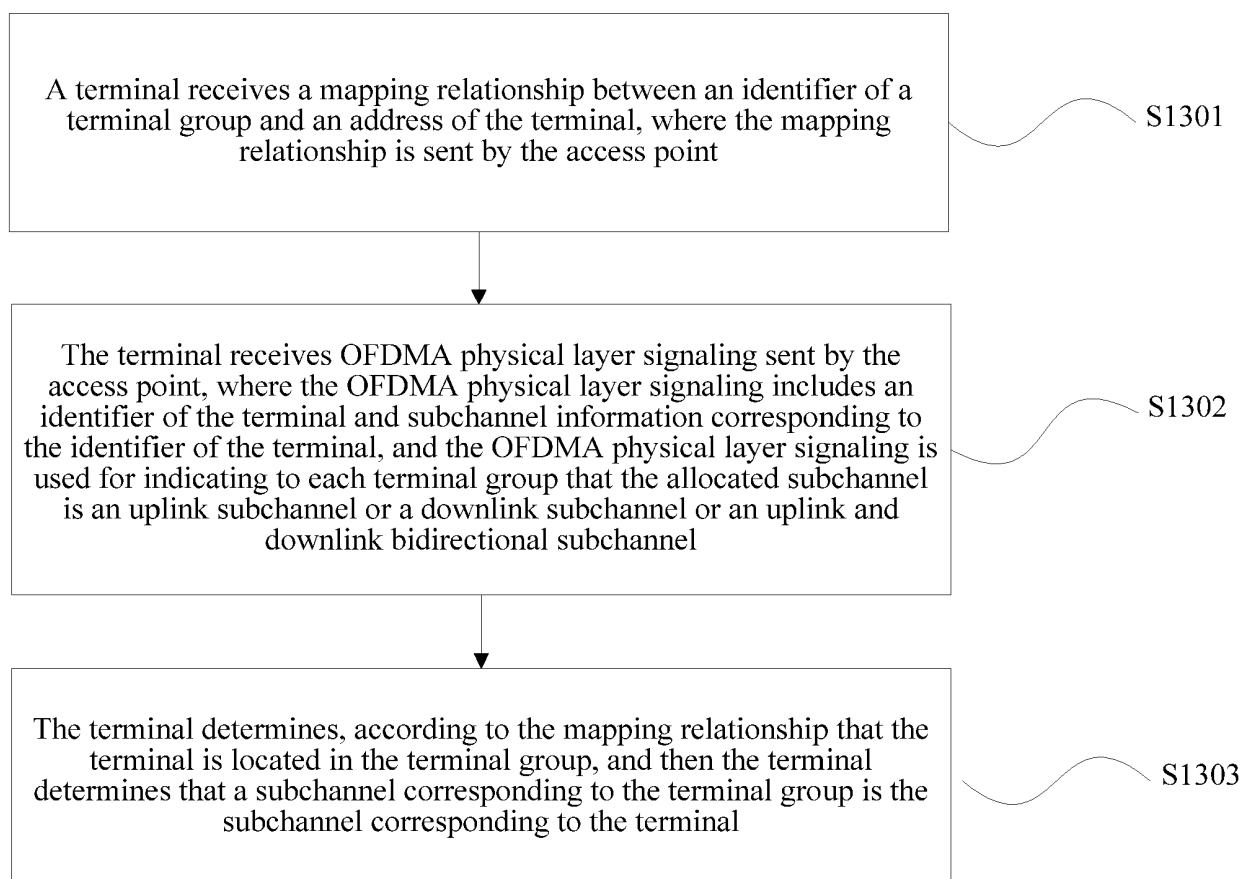 A terminal receives a mapping relationship between an identifier of a
terminal group and an address of the terminal, where the mapping
relationship is sent by the access point
S1301
The terminal receives OFDMA physical layer signaling sent by the
access point, where the OFDMA physical layer signaling includes an
identifier of the terminal and subchannel information corresponding to
the identifier of the terminal, and the OFDMA physical layer signaling is
used for indicating to each terminal group that the allocated subchannel
is an uplink subchannel or a downlink subchannel or an uplink and
downlink bidirectional subchannel
S1302
The terminal determines, according to the mapping relationship that the
terminal is located in the terminal group, and then the terminal
determines that a subchannel corresponding to the terminal group is the
subchannel corresponding to the terminal
S1303